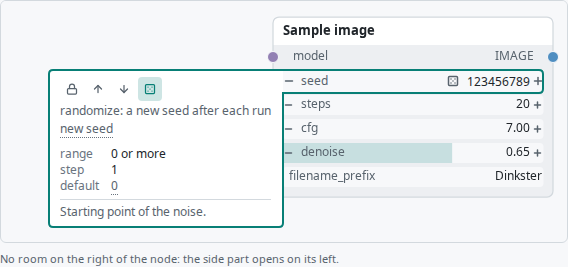 Sample image
model IMAGE
seed 123456789
steps 20
cfg 7.00
denoise 0.65
filename_prefix Dinkster
randomize: a new seed after each run
new seed
range 0 or more
step 1
default 0
Starting point of the noise.
No room on the right of the node: the side part opens on its left.